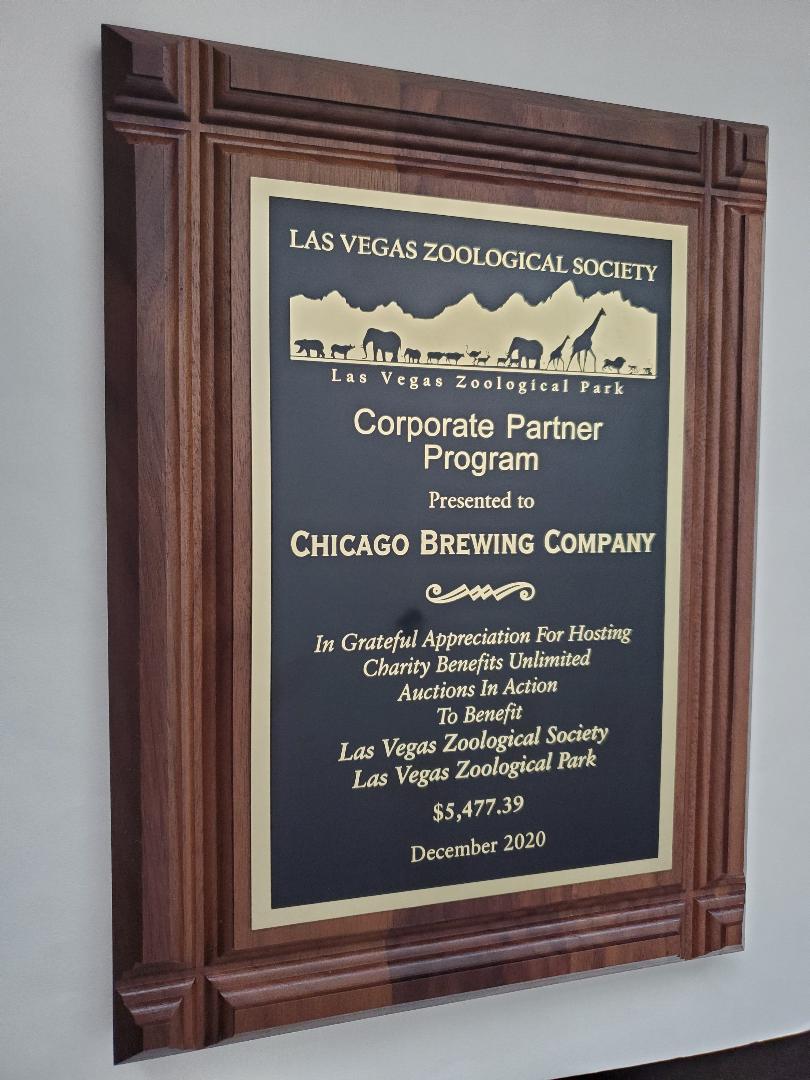 LAS VEGAS ZOOLOGICAL SOCIETY
Las Vegas Zoological Park
Corporate Partner
Program
Presented to
CHICAGO BREWING COMPANY
In Grateful Appreciation For Hosting
Charity Benefits Unlimited
Auctions In Action
To Benefit
Las Vegas Zoological Society
Las Vegas Zoological Park
$5,477.39
December 2020